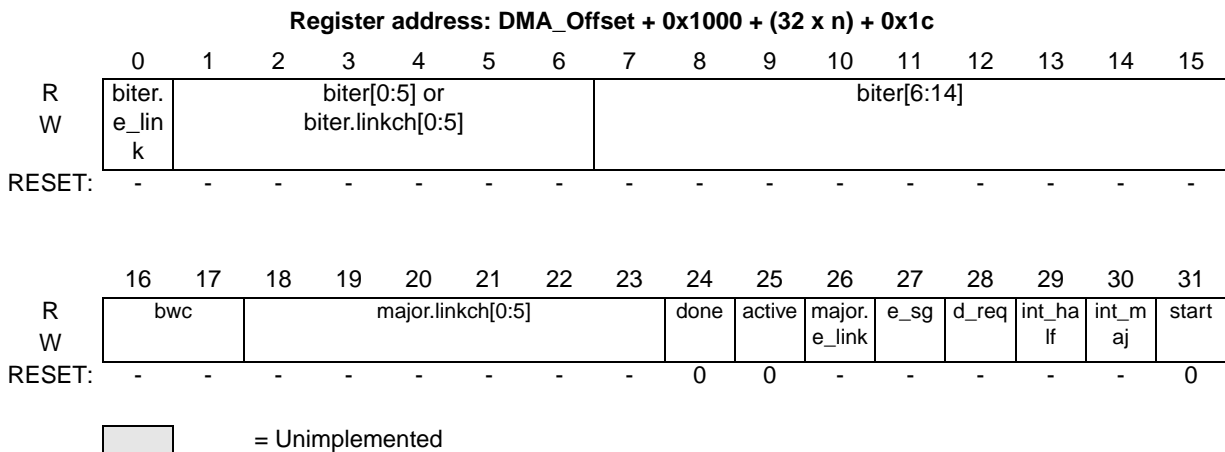 Register address: DMA_Offset + 0x1000 + (32 x n) + 0x1c
0 1 2 3 4 5 6 7 8 9 10 11 12 13 14 15
R biter. biter[0:5] or biter[6:14]
W e_lin biter.linkch[0:5]
k
RESET: - - - - - - - - - - - - - - - -
16 17 18 19 20 21 22 23 24 25 26 27 28 29 30 31
R bwc major.linkch[0:5] done active major. e_sg d_req int_ha int_m start
W e_link lf aj
RESET: - - - - - - - - 0 0 - - - - - 0
= Unimplemented